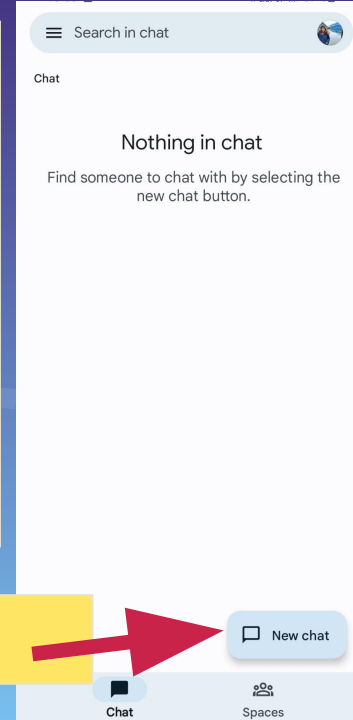 Search in chat
Chat
Nothing in chat
Find someone to chat with by selecting the
new chat button.
New chat
Chat
Spaces